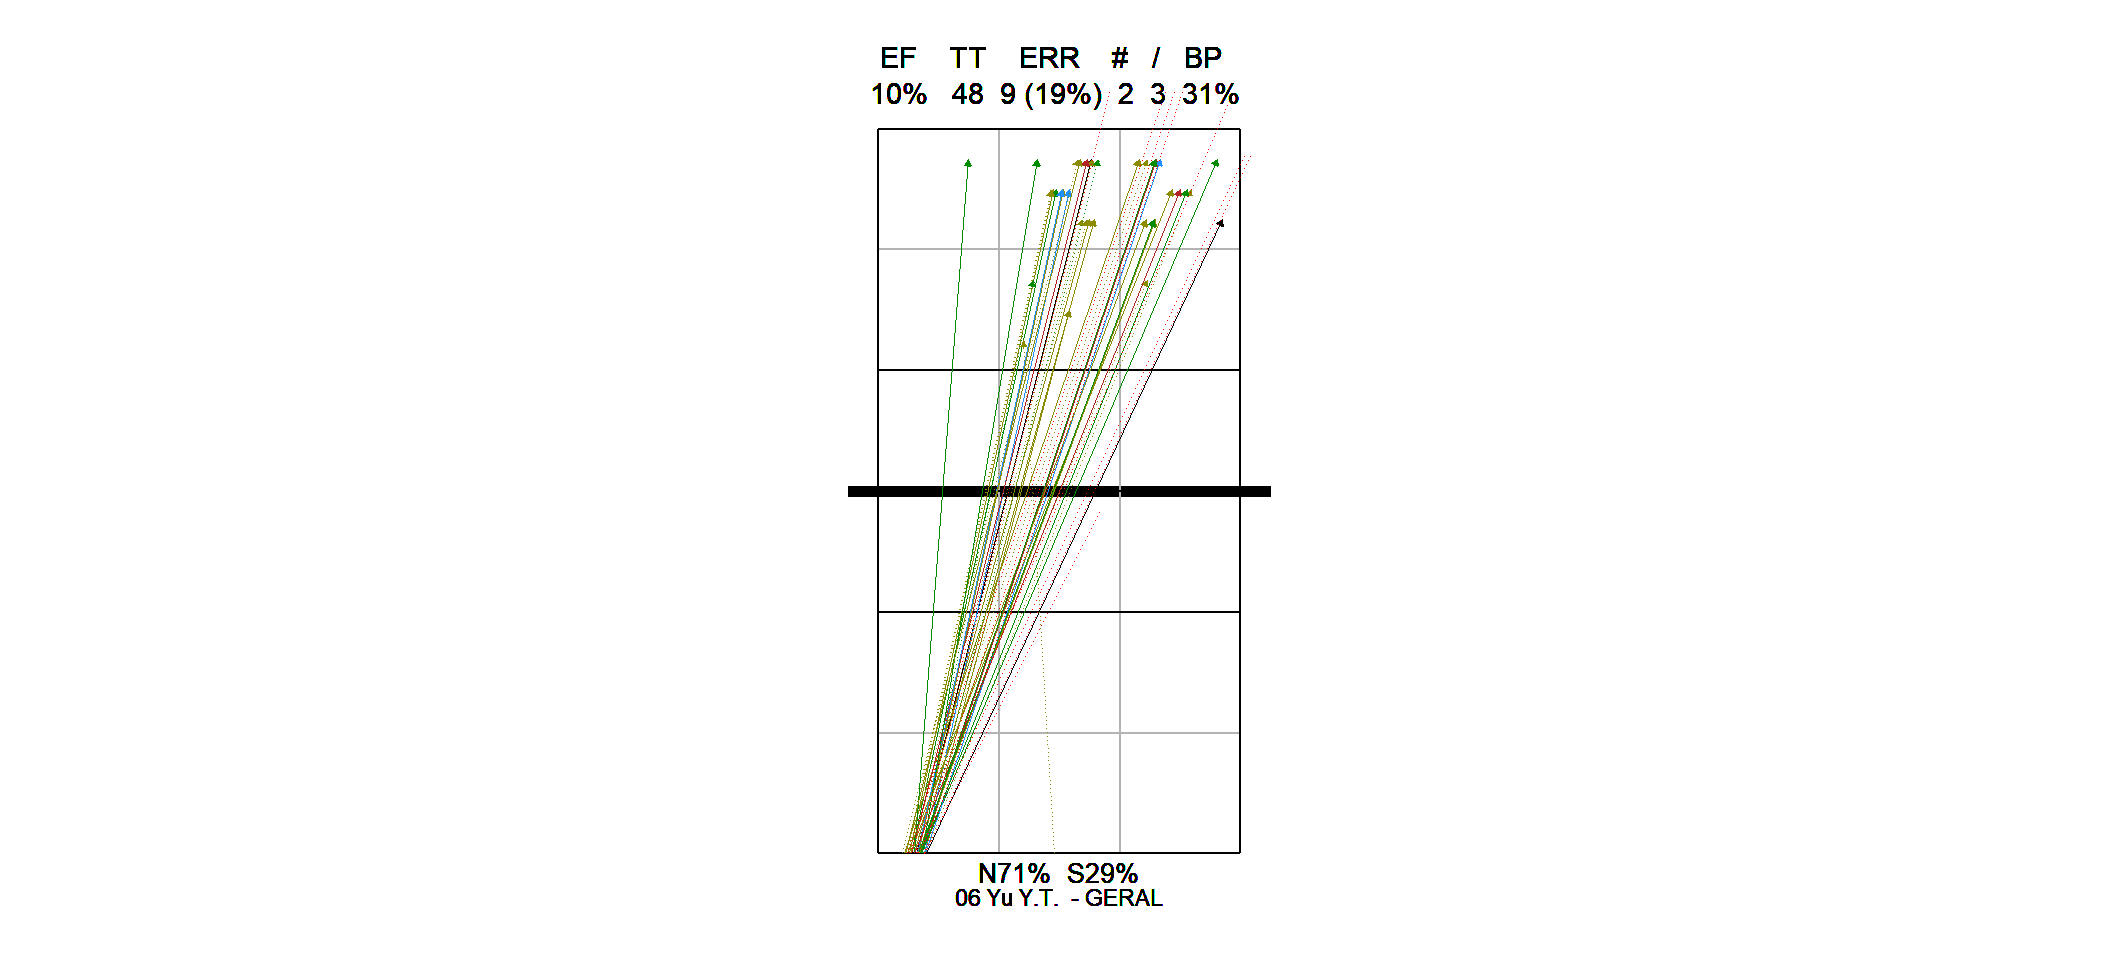 EF TT ERR # / BP
10% 48 9 (19%) 2 3 31%
N71% S29%
06 Yu Y.T. - GERAL